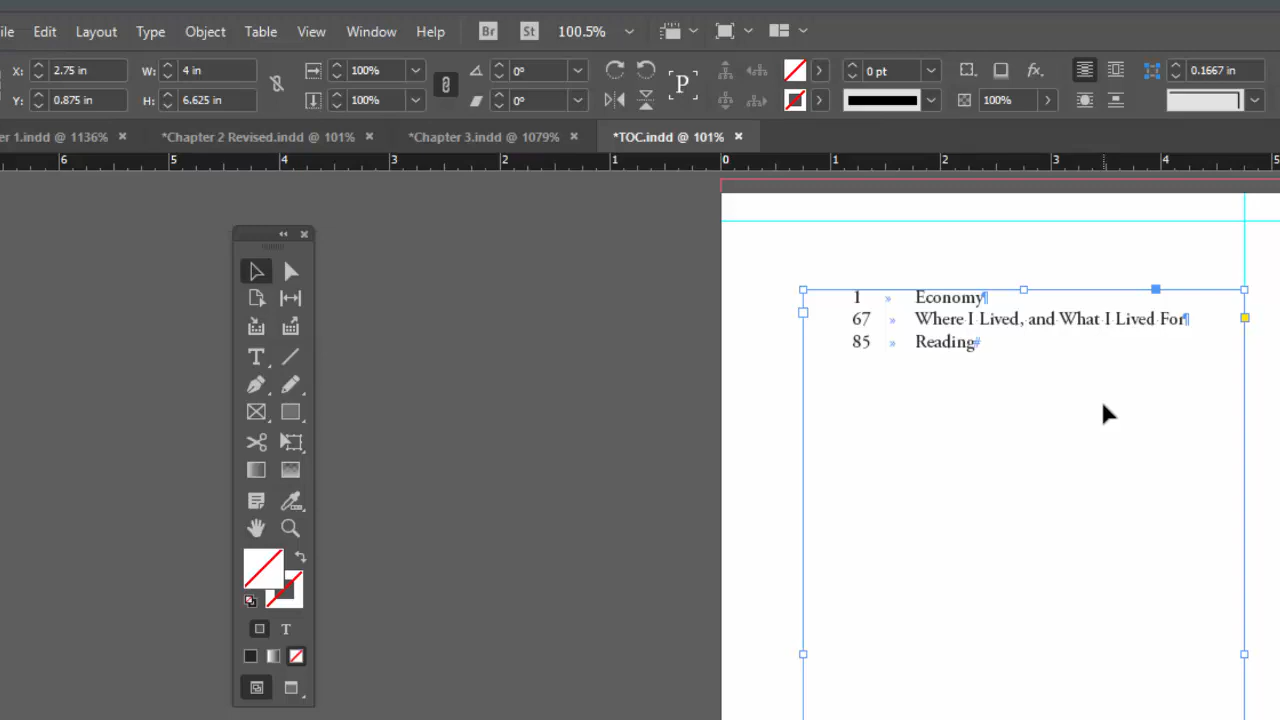 ile Edit Layout Type Object Table View Window Help Br St 100.5%
X: 2.75 in W: 4 in 100% 0° P 0 pt fx. 0.1667 in
Y: 0.875 in H: 6.625 in 100% 0° 100%
er 1.indd @ 1136% × *Chapter 2 Revised.indd @ 101% × *Chapter 3.indd @ 1079% × *TOC.indd @ 101% ×
6 5 4 3 2 1 0 1 2 3 4 5
1 » Economy¶
67 » Where I Lived, and What I Lived For¶
85 » Reading#
T
T